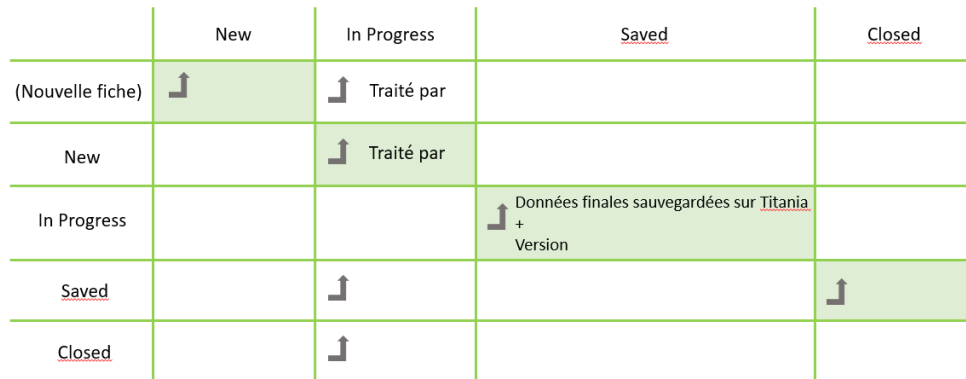 New In Progress Saved Closed
(Nouvelle fiche) Traité par
New Traité par
In Progress Données finales sauvegardées sur Titania
+
Version
Saved
Closed